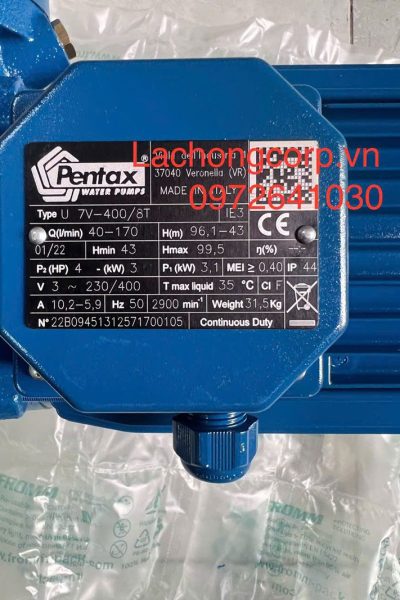 Pentax ®
WATER PUMPS
37040 Veronella (VR)
MADE IN ITALY
Lachongcorp.vn
0972641030
Type U 7V-400/8T IE3
Q(l/min) 40-170 H(m) 96,1-43 CE
01/22 Hmin 43 Hmax 99,5 η(%) -
P₂(HP) 4 - (kW) 3 P₁(kW) 3,1 MEI ≥ 0,40 IP 44
V 3 ~ 230/400 T max liquid 35 °C Cl F
A 10,2-5,9 Hz 50 2900 min⁻¹ Weight 31,5Kg
N° 22B09451312571700105 Continuous Duty